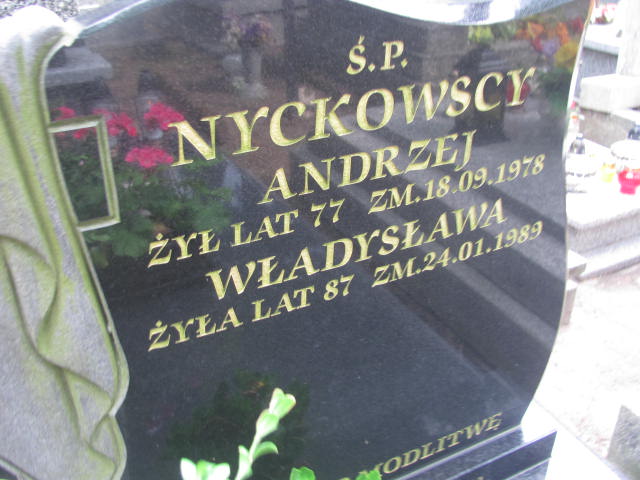 Ś.P.
NYCKOWSCY
ANDRZEJ
ŻYŁ LAT 77 ZM.18.09.1978
WŁADYSŁAWA
ŻYŁA LAT 87 ZM.24.01.1989
MODLITWĘ